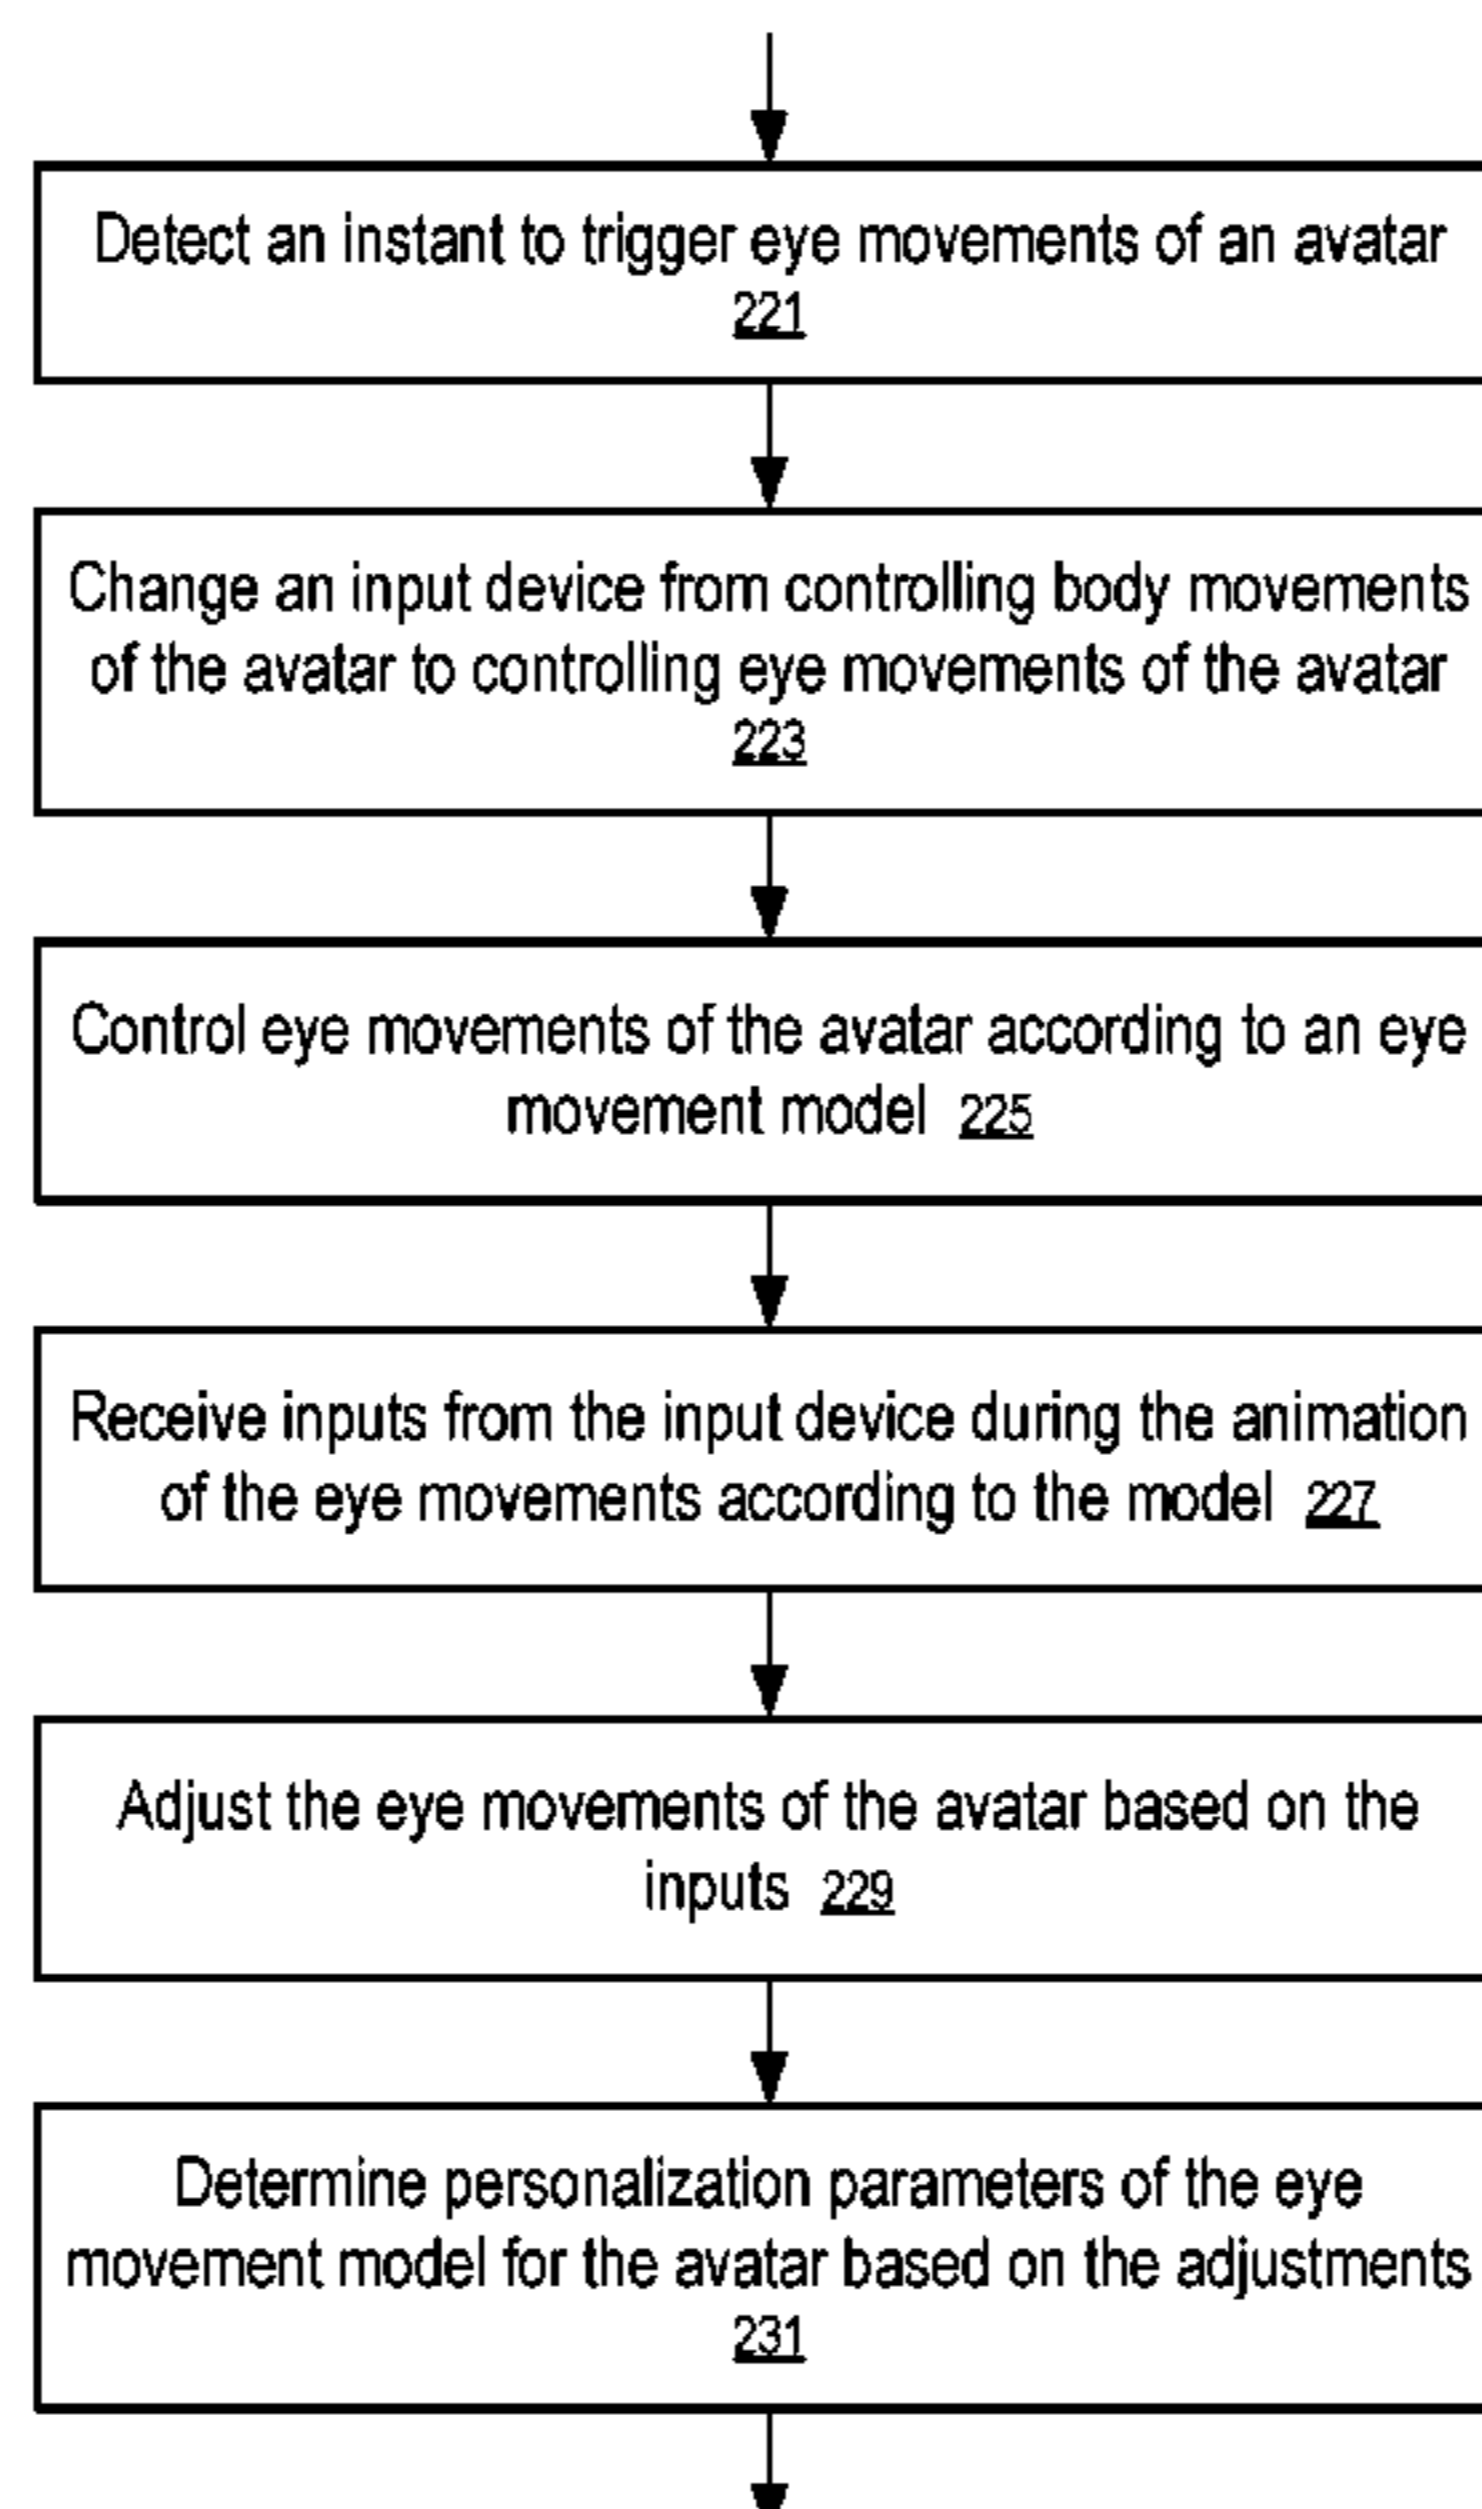 Detect an instant to trigger eye movements of an avatar
221
Change an input device from controlling body movements
of the avatar to controlling eye movements of the avatar
223
Control eye movements of the avatar according to an eye
movement model 225
Receive inputs from the input device during the animation
of the eye movements according to the model 227
Adjust the eye movements of the avatar based on the
inputs 229
Determine personalization parameters of the eye
movement model for the avatar based on the adjustments
231